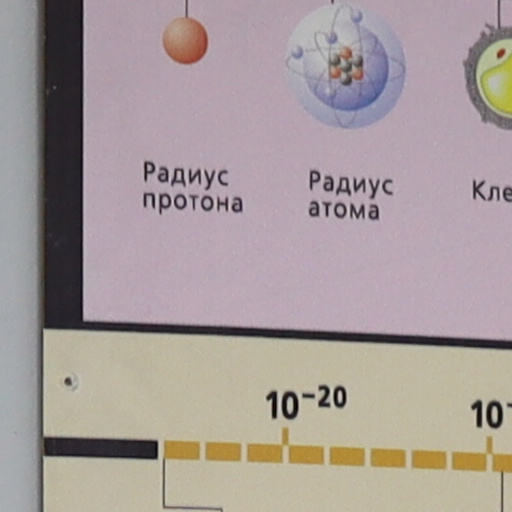 Радиус
протона
Радиус
атома
10⁻²⁰